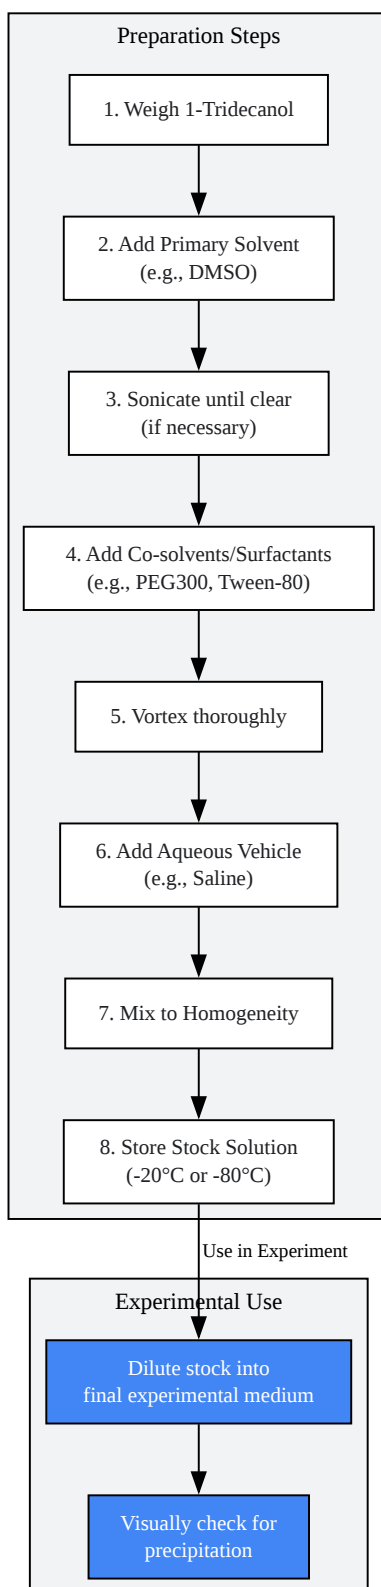 Preparation Steps
1. Weigh 1-Tridecanol
2. Add Primary Solvent
(e.g., DMSO)
3. Sonicate until clear
(if necessary)
4. Add Co-solvents/Surfactants
(e.g., PEG300, Tween-80)
5. Vortex thoroughly
6. Add Aqueous Vehicle
(e.g., Saline)
7. Mix to Homogeneity
8. Store Stock Solution
(-20°C or -80°C)
Use in Experiment
Experimental Use
Dilute stock into
final experimental medium
Visually check for
precipitation